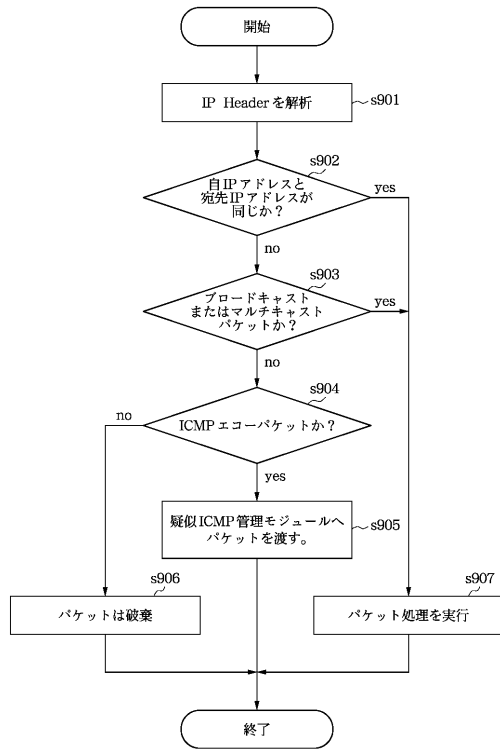 開始
IP Headerを解析
s901
s902
自IPアドレスと
宛先IPアドレスが
同じか？
yes
no
s903
ブロードキャスト
またはマルチキャスト
パケットか？
yes
no
s904
no
ICMPエコーパケットか？
yes
疑似ICMP管理モジュールへ
パケットを渡す。
s905
s906
パケットは破棄
s907
パケット処理を実行
終了